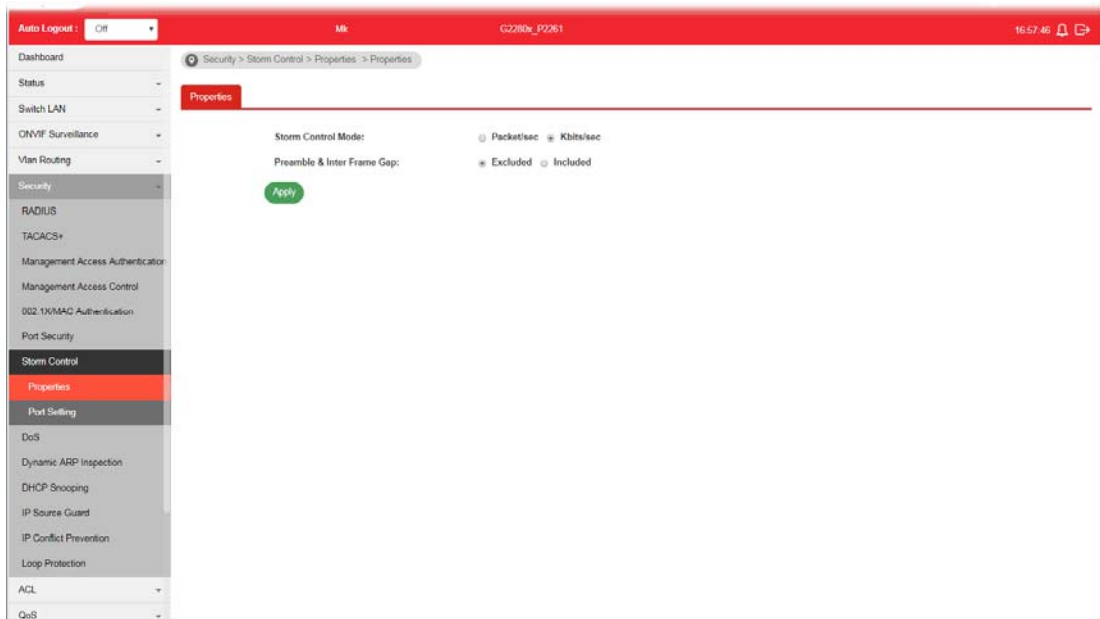 Auto Logout : Off Mk G2280x_P2261 16:57:46
Dashboard
Security > Storm Control > Properties > Properties
Status
Properties
Switch LAN
ONVIF Surveillance
Storm Control Mode: Packet/sec Kbits/sec
Vlan Routing
Preamble & Inter Frame Gap: Excluded Included
Security
Apply
RADIUS
TACACS+
Management Access Authentication
Management Access Control
802.1X/MAC Authentication
Port Security
Storm Control
Properties
Port Setting
DoS
Dynamic ARP Inspection
DHCP Snooping
IP Source Guard
IP Conflict Prevention
Loop Protection
ACL
QoS